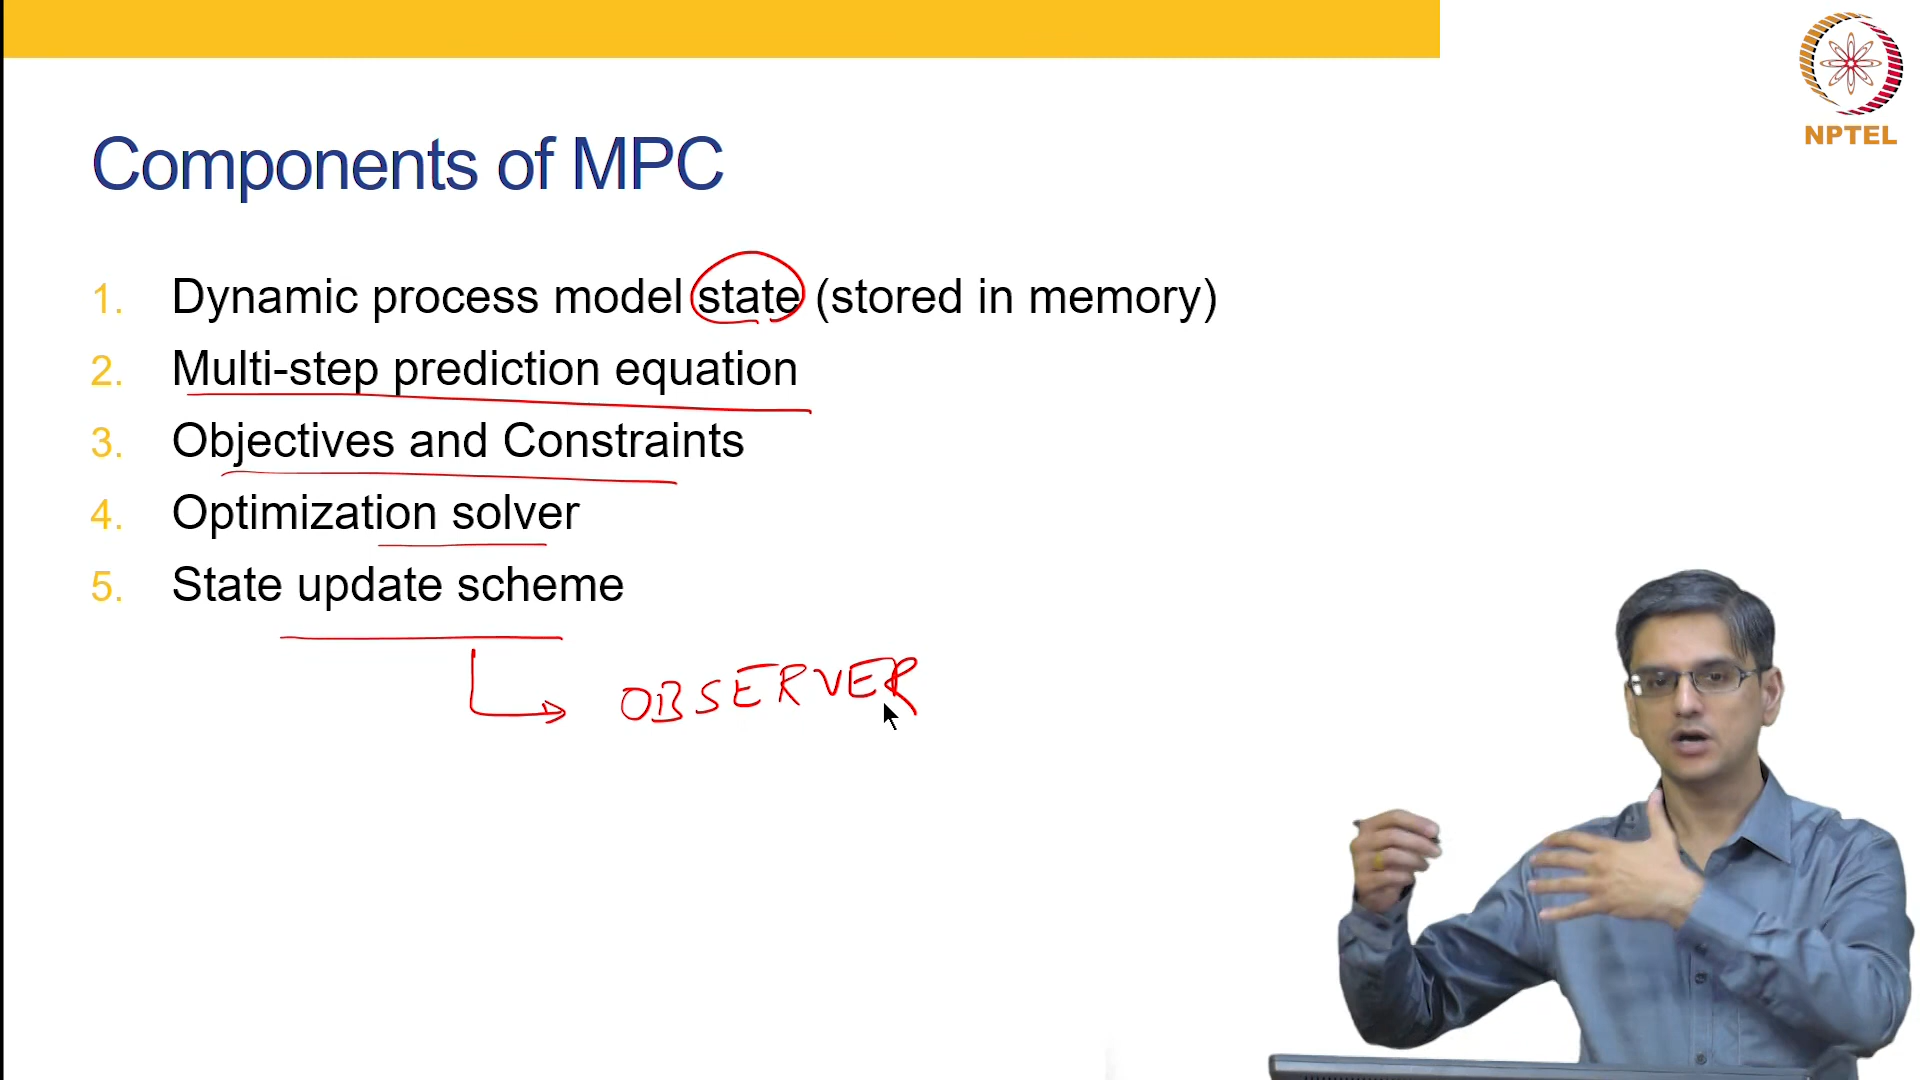 NPTEL
Components of MPC
1. Dynamic process model state (stored in memory)
2. Multi-step prediction equation
3. Objectives and Constraints
4. Optimization solver
5. State update scheme
OBSERVER